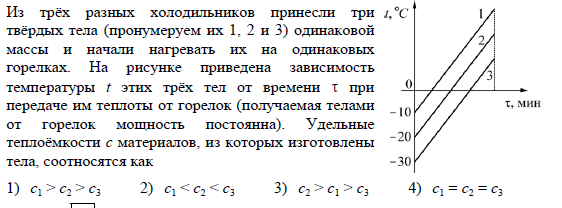 Из трёх разных холодильников принесли три
твёрдых тела (пронумеруем их 1, 2 и 3) одинаковой
массы и начали нагревать их на одинаковых
горелках. На рисунке приведена зависимость
температуры t этих трёх тел от времени τ при
передаче им теплоты от горелок (получаемая телами
от горелок мощность постоянна). Удельные
теплоёмкости с материалов, из которых изготовлены
тела, соотносятся как
t,°C
1
2
3
0
−10
−20
−30
τ, мин
1) c₁ > c₂ > c₃ 2) c₁ < c₂ < c₃ 3) c₂ > c₁ > c₃ 4) c₁ = c₂ = c₃